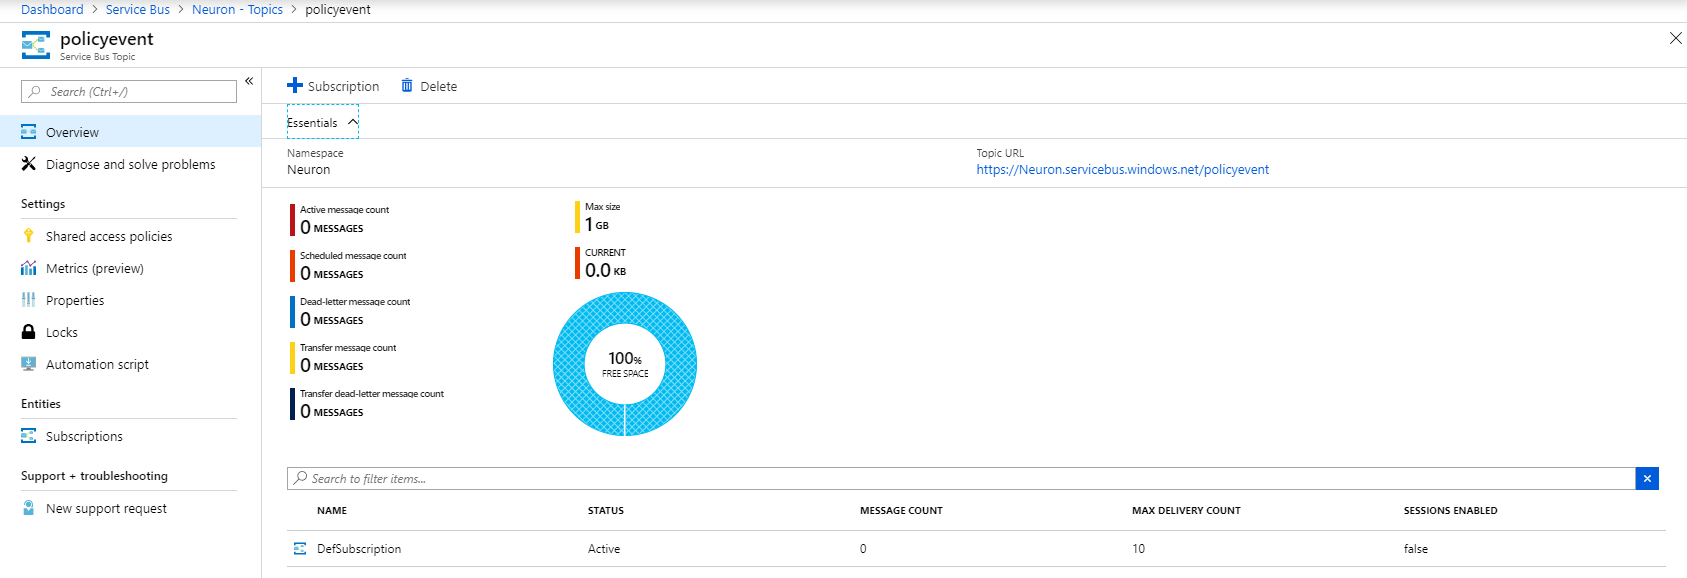 Dashboard > Service Bus > Neuron - Topics > policyevent
policyevent
Service Bus Topic
Search (Ctrl+/)
Overview
Diagnose and solve problems
Settings
Shared access policies
Metrics (preview)
Properties
Locks
Automation script
Entities
Subscriptions
Support + troubleshooting
New support request
Subscription Delete
Essentials
Namespace
Neuron
Topic URL
https://Neuron.servicebus.windows.net/policyevent
Active message count
0 MESSAGES
Scheduled message count
0 MESSAGES
Dead-letter message count
0 MESSAGES
Transfer message count
0 MESSAGES
Transfer dead-letter message count
0 MESSAGES
Max size
1 GB
CURRENT
0.0 KB
100%
FREE SPACE
Search to filter items...
NAME STATUS MESSAGE COUNT MAX DELIVERY COUNT SESSIONS ENABLED
DefSubscription Active 0 10 false